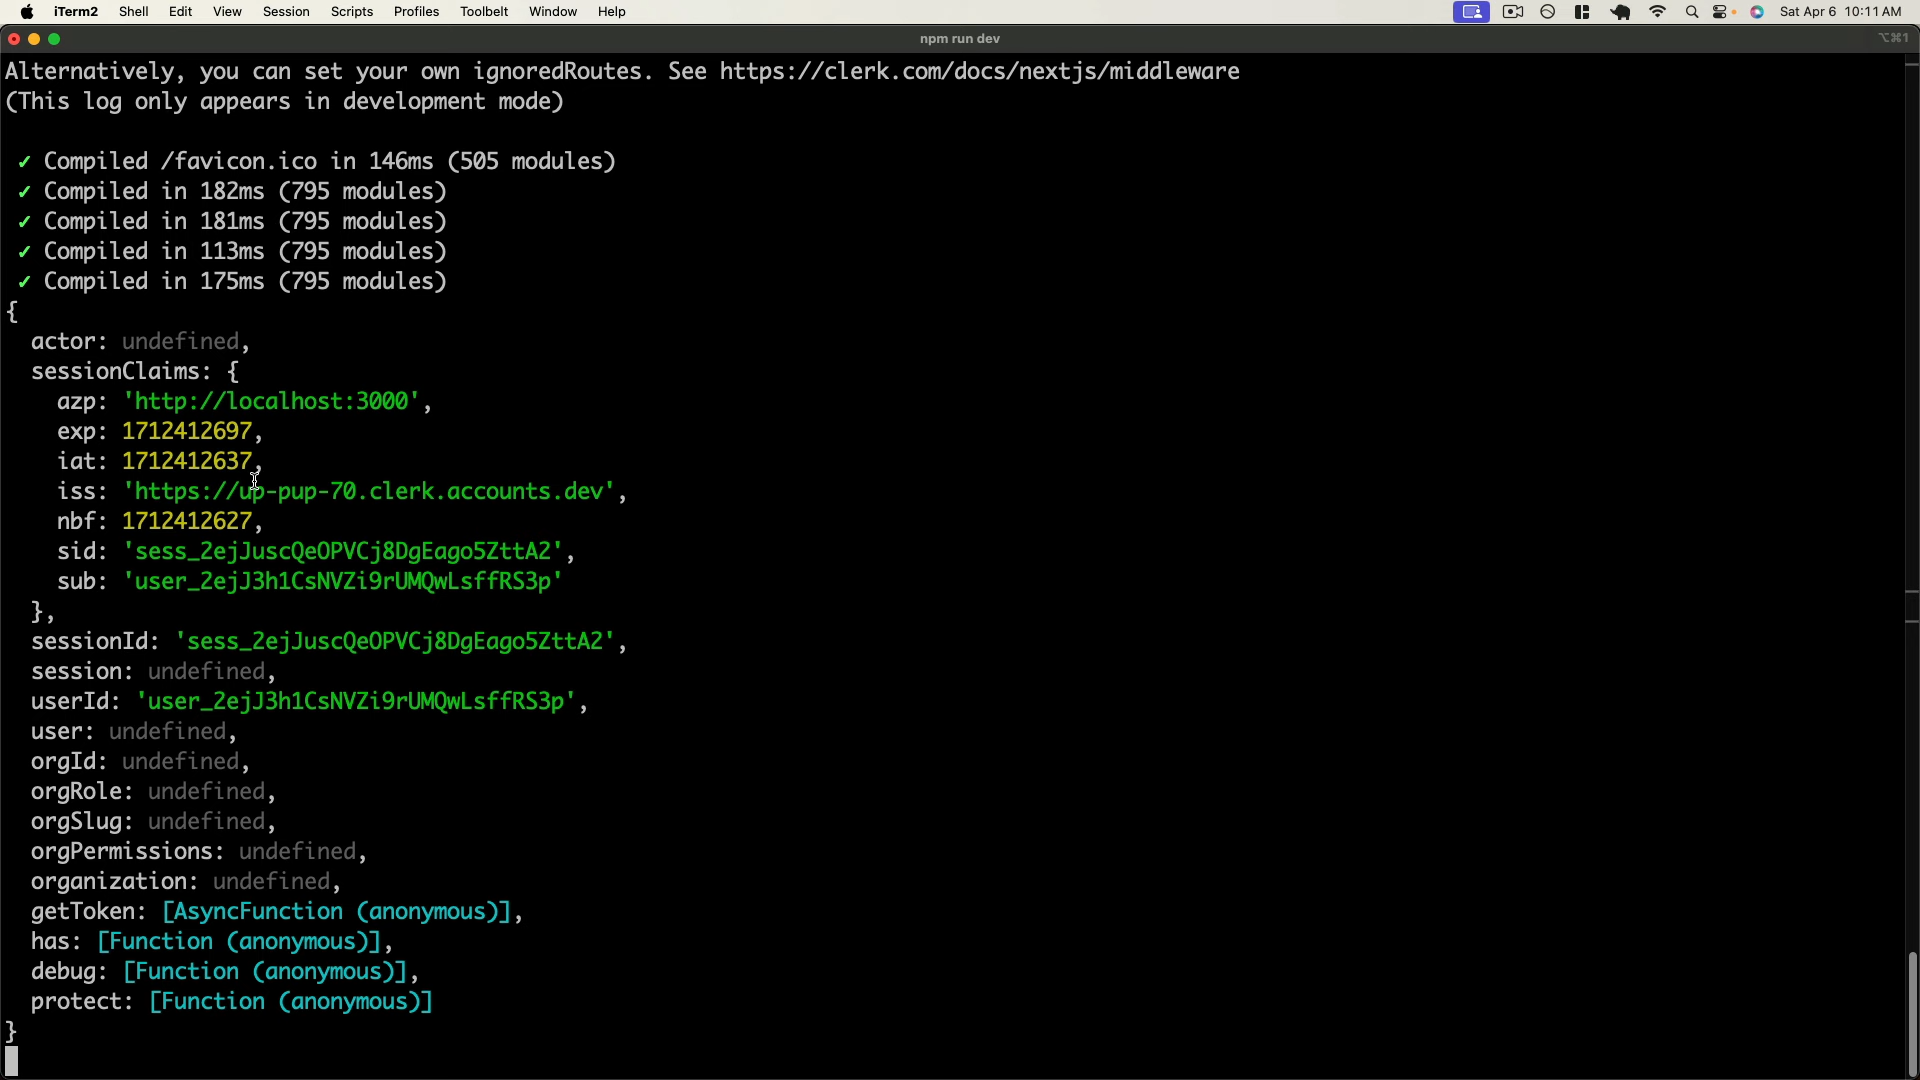 iTerm2 Shell Edit View Session Scripts Profiles Toolbelt Window Help Sat Apr 6 10:11 AM
npm run dev ⌥⌘1
Alternatively, you can set your own ignoredRoutes. See https://clerk.com/docs/nextjs/middleware
(This log only appears in development mode)
✓ Compiled /favicon.ico in 146ms (505 modules)
✓ Compiled in 182ms (795 modules)
✓ Compiled in 181ms (795 modules)
✓ Compiled in 113ms (795 modules)
✓ Compiled in 175ms (795 modules)
{
actor: undefined,
sessionClaims: {
azp: 'http://localhost:3000',
exp: 1712412697,
iat: 1712412637,
iss: 'https://up-pup-70.clerk.accounts.dev',
nbf: 1712412627,
sid: 'sess_2ejJuscQeOPVCj8DgEago5ZttA2',
sub: 'user_2ejJ3h1CsNVZi9rUMQwLsffRS3p'
},
sessionId: 'sess_2ejJuscQeOPVCj8DgEago5ZttA2',
session: undefined,
userId: 'user_2ejJ3h1CsNVZi9rUMQwLsffRS3p',
user: undefined,
orgId: undefined,
orgRole: undefined,
orgSlug: undefined,
orgPermissions: undefined,
organization: undefined,
getToken: [AsyncFunction (anonymous)],
has: [Function (anonymous)],
debug: [Function (anonymous)],
protect: [Function (anonymous)]
}